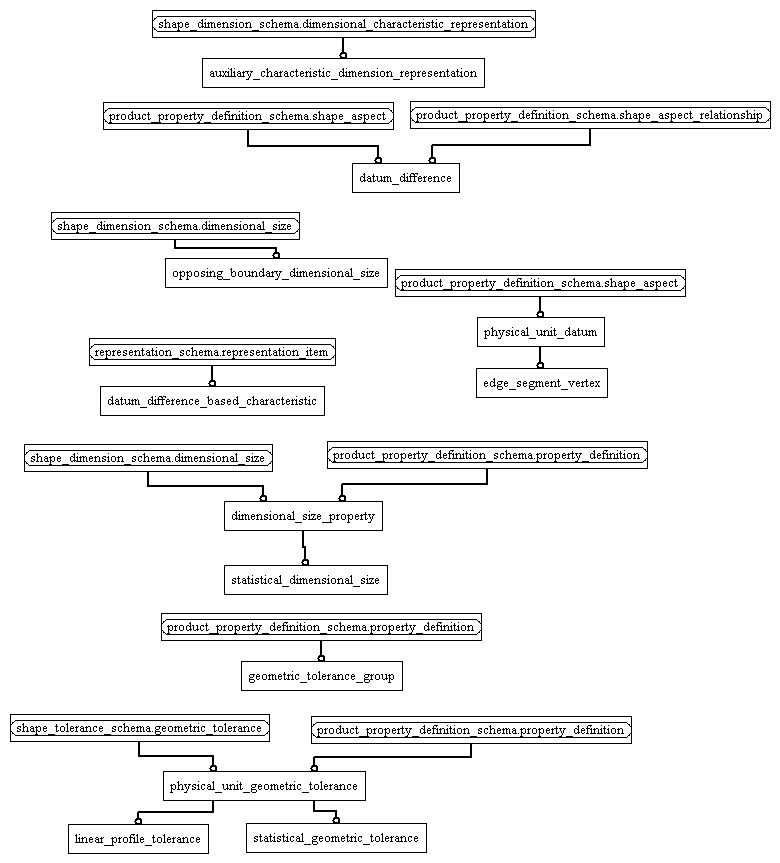 shape_dimension_schema.dimensional_characteristic_representation
auxiliary_characteristic_dimension_representation
product_property_definition_schema.shape_aspect
product_property_definition_schema.shape_aspect_relationship
datum_difference
shape_dimension_schema.dimensional_size
opposing_boundary_dimensional_size
product_property_definition_schema.shape_aspect
physical_unit_datum
representation_schema.representation_item
edge_segment_vertex
datum_difference_based_characteristic
shape_dimension_schema.dimensional_size
product_property_definition_schema.property_definition
dimensional_size_property
statistical_dimensional_size
product_property_definition_schema.property_definition
geometric_tolerance_group
shape_tolerance_schema.geometric_tolerance
product_property_definition_schema.property_definition
physical_unit_geometric_tolerance
linear_profile_tolerance
statistical_geometric_tolerance